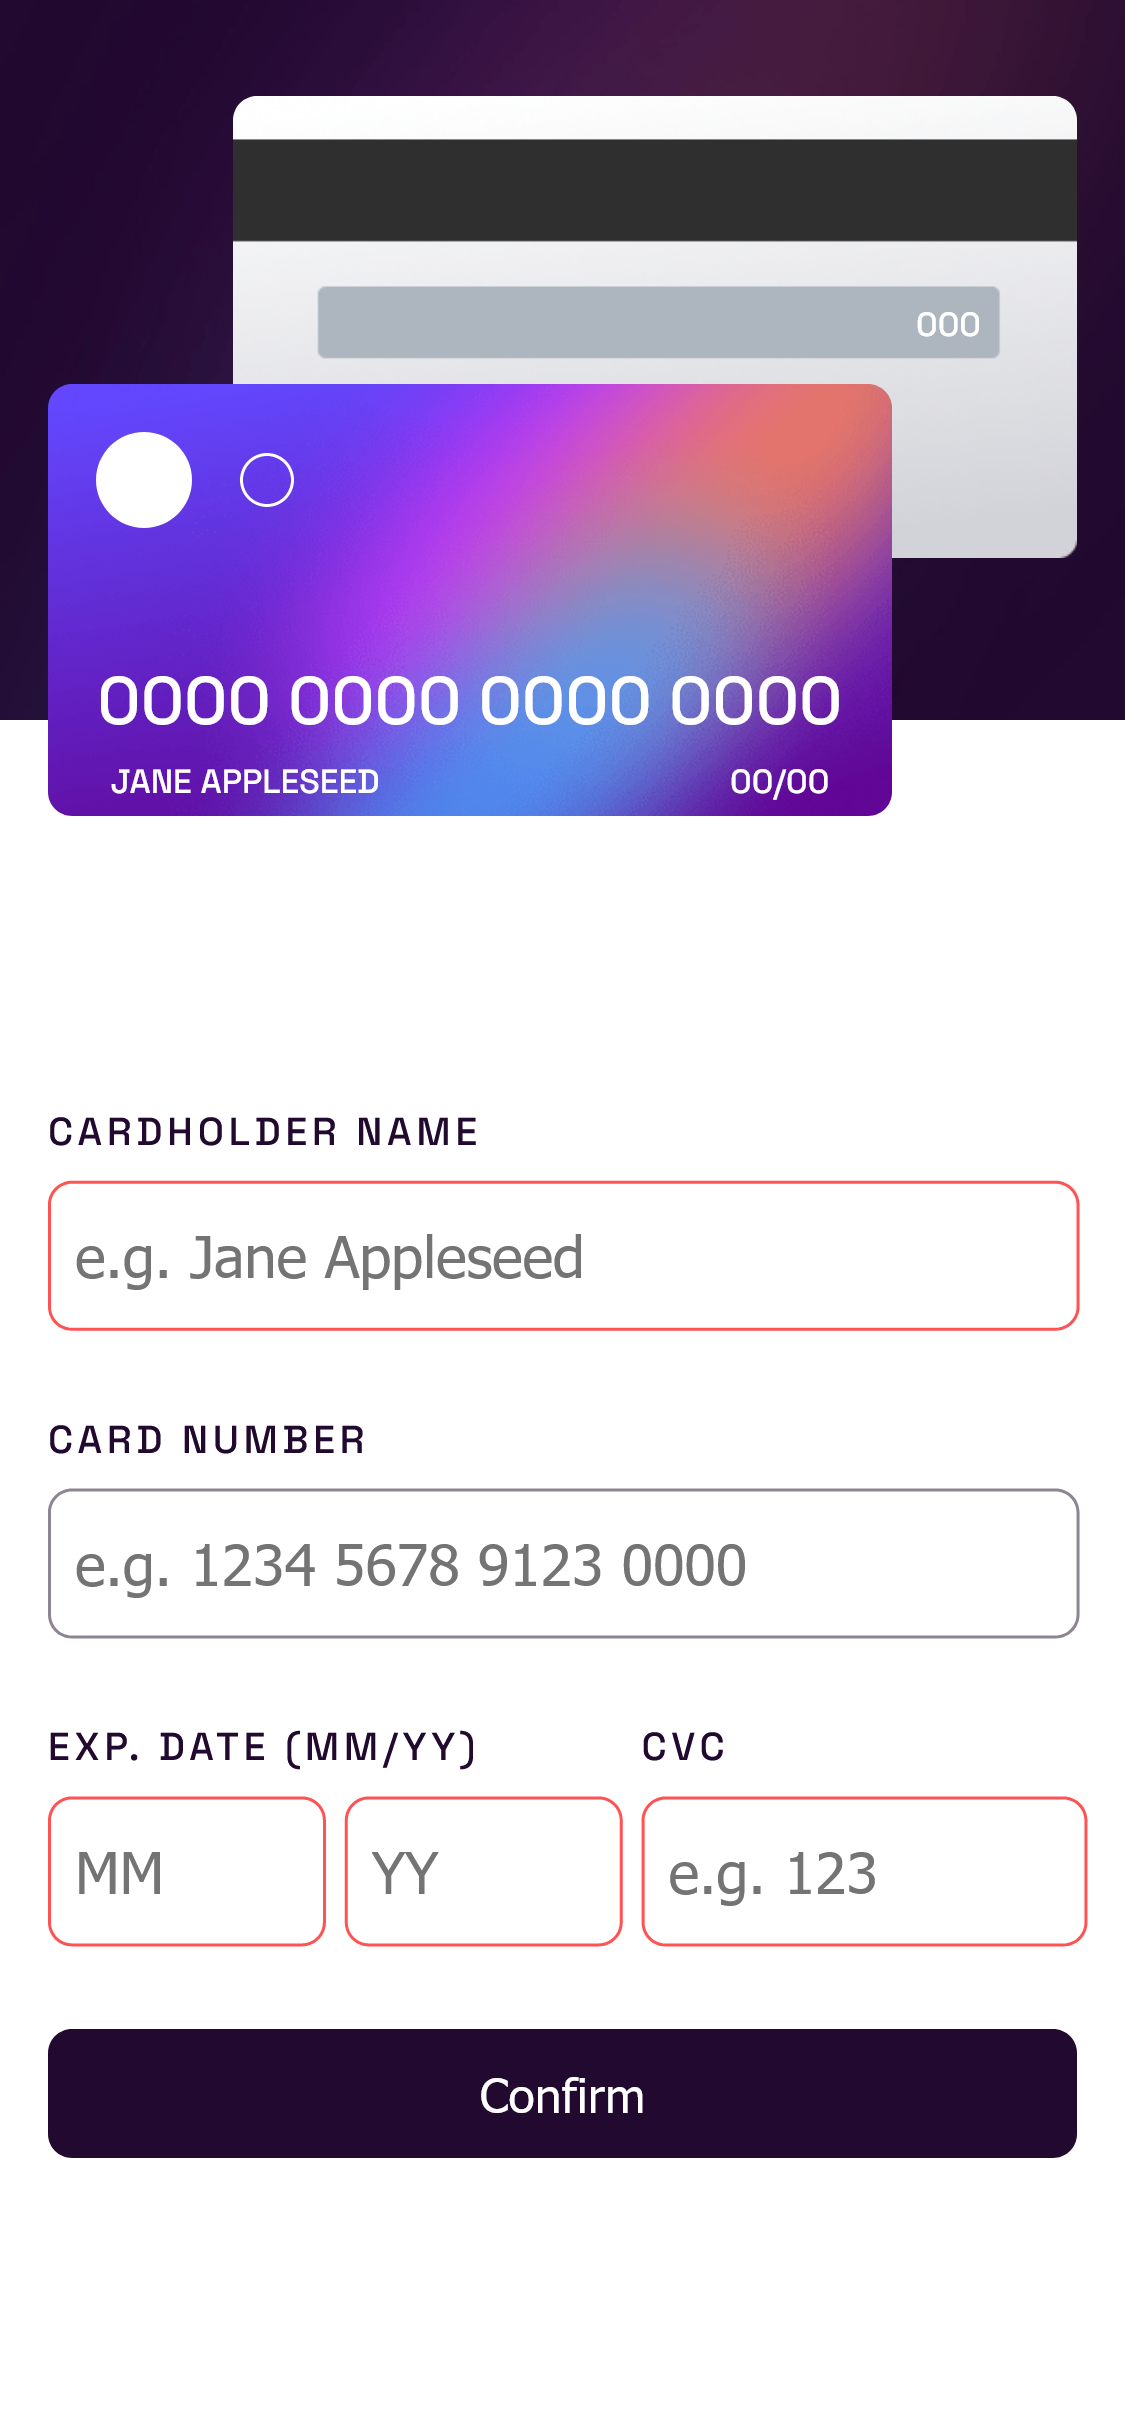 000
0000 0000 0000 0000
JANE APPLESEED 00/00
CARDHOLDER NAME
e.g. Jane Appleseed
CARD NUMBER
e.g. 1234 5678 9123 0000
EXP. DATE (MM/YY) CVC
MM YY e.g. 123
Confirm